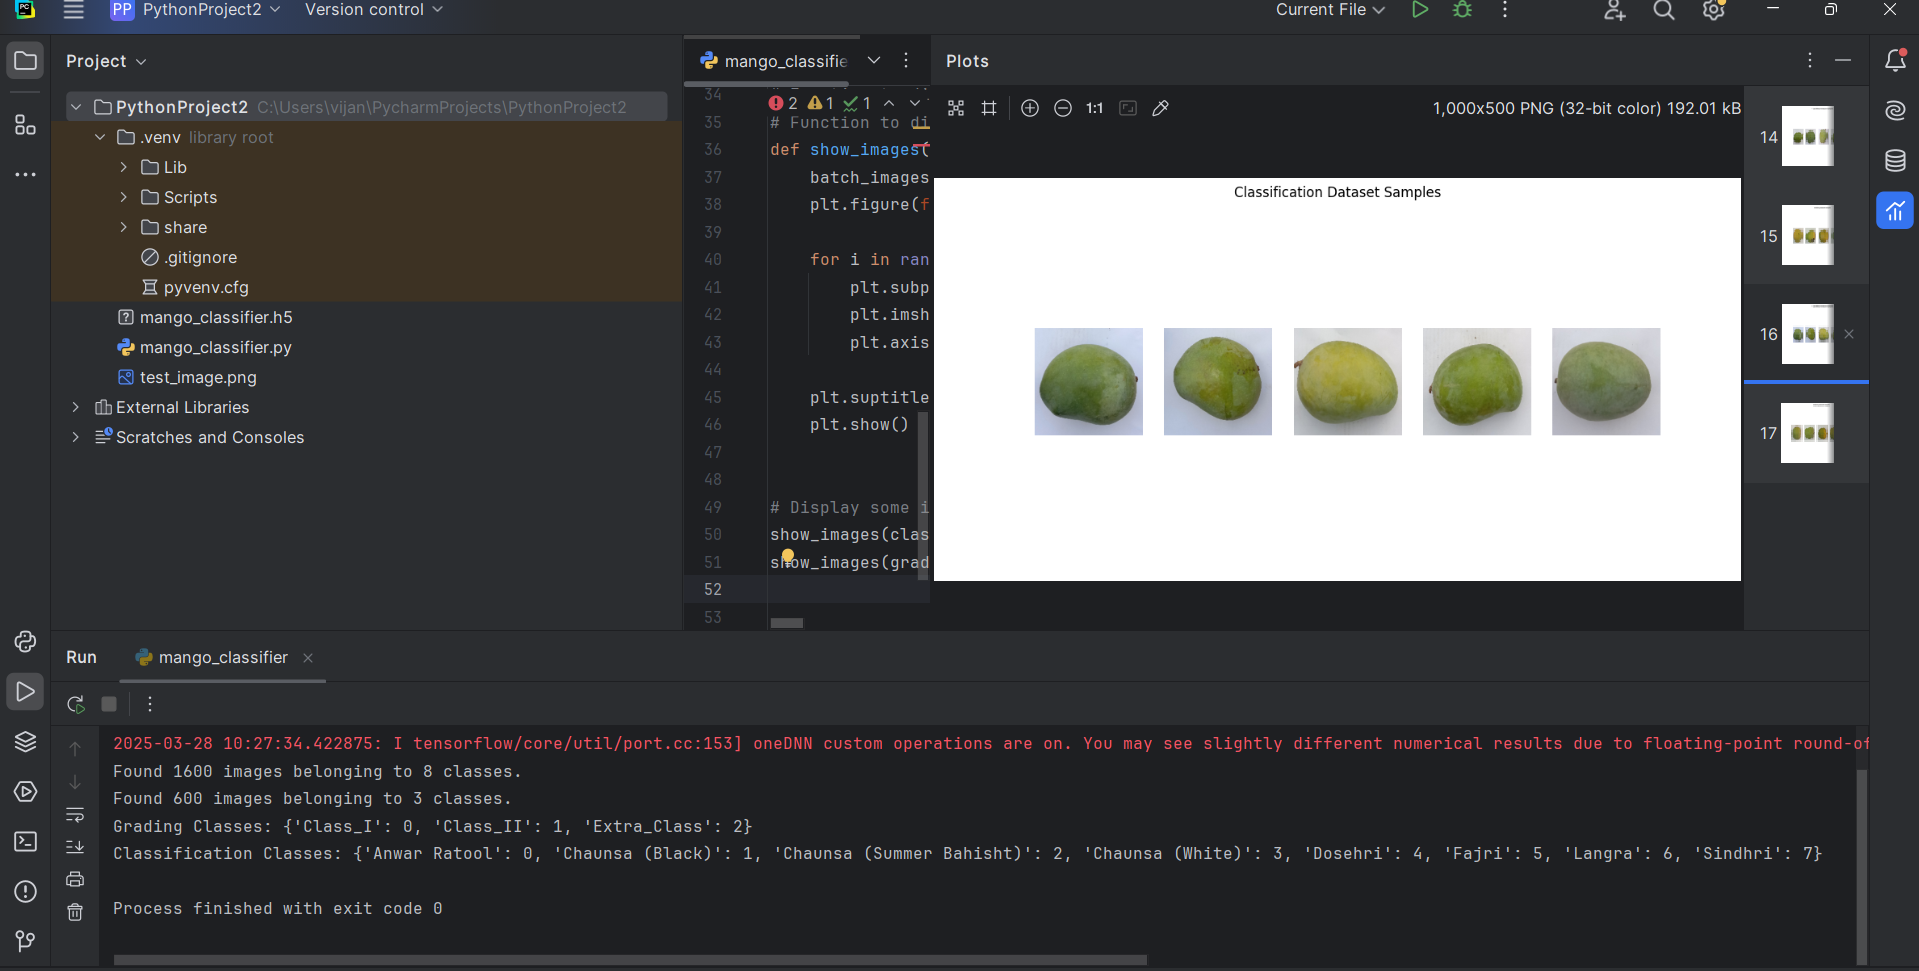 PC
PP PythonProject2 Version control
Current File
Project
PythonProject2 C:\Users\vijan\PycharmProjects\PythonProject2
.venv library root
Lib
Scripts
share
.gitignore
pyvenv.cfg
mango_classifier.h5
mango_classifier.py
test_image.png
External Libraries
Scratches and Consoles
mango_classifie
2 1 1
34
35 # Function to di
36 def show_images(
37 batch_images
38 plt.figure(f
39
40 for i in ran
41 plt.subp
42 plt.imsh
43 plt.axis
44
45 plt.suptitle
46 plt.show()
47
48
49 # Display some i
50 show_images(clas
51 show_images(grad
52
53
Plots
1:1 1,000x500 PNG (32-bit color) 192.01 kB
Classification Dataset Samples
14
15
16
17
Run mango_classifier
2025-03-28 10:27:34.422875: I tensorflow/core/util/port.cc:153] oneDNN custom operations are on. You may see slightly different numerical results due to floating-point round-of
Found 1600 images belonging to 8 classes.
Found 600 images belonging to 3 classes.
Grading Classes: {'Class_I': 0, 'Class_II': 1, 'Extra_Class': 2}
Classification Classes: {'Anwar Ratool': 0, 'Chaunsa (Black)': 1, 'Chaunsa (Summer Bahisht)': 2, 'Chaunsa (White)': 3, 'Dosehri': 4, 'Fajri': 5, 'Langra': 6, 'Sindhri': 7}
Process finished with exit code 0